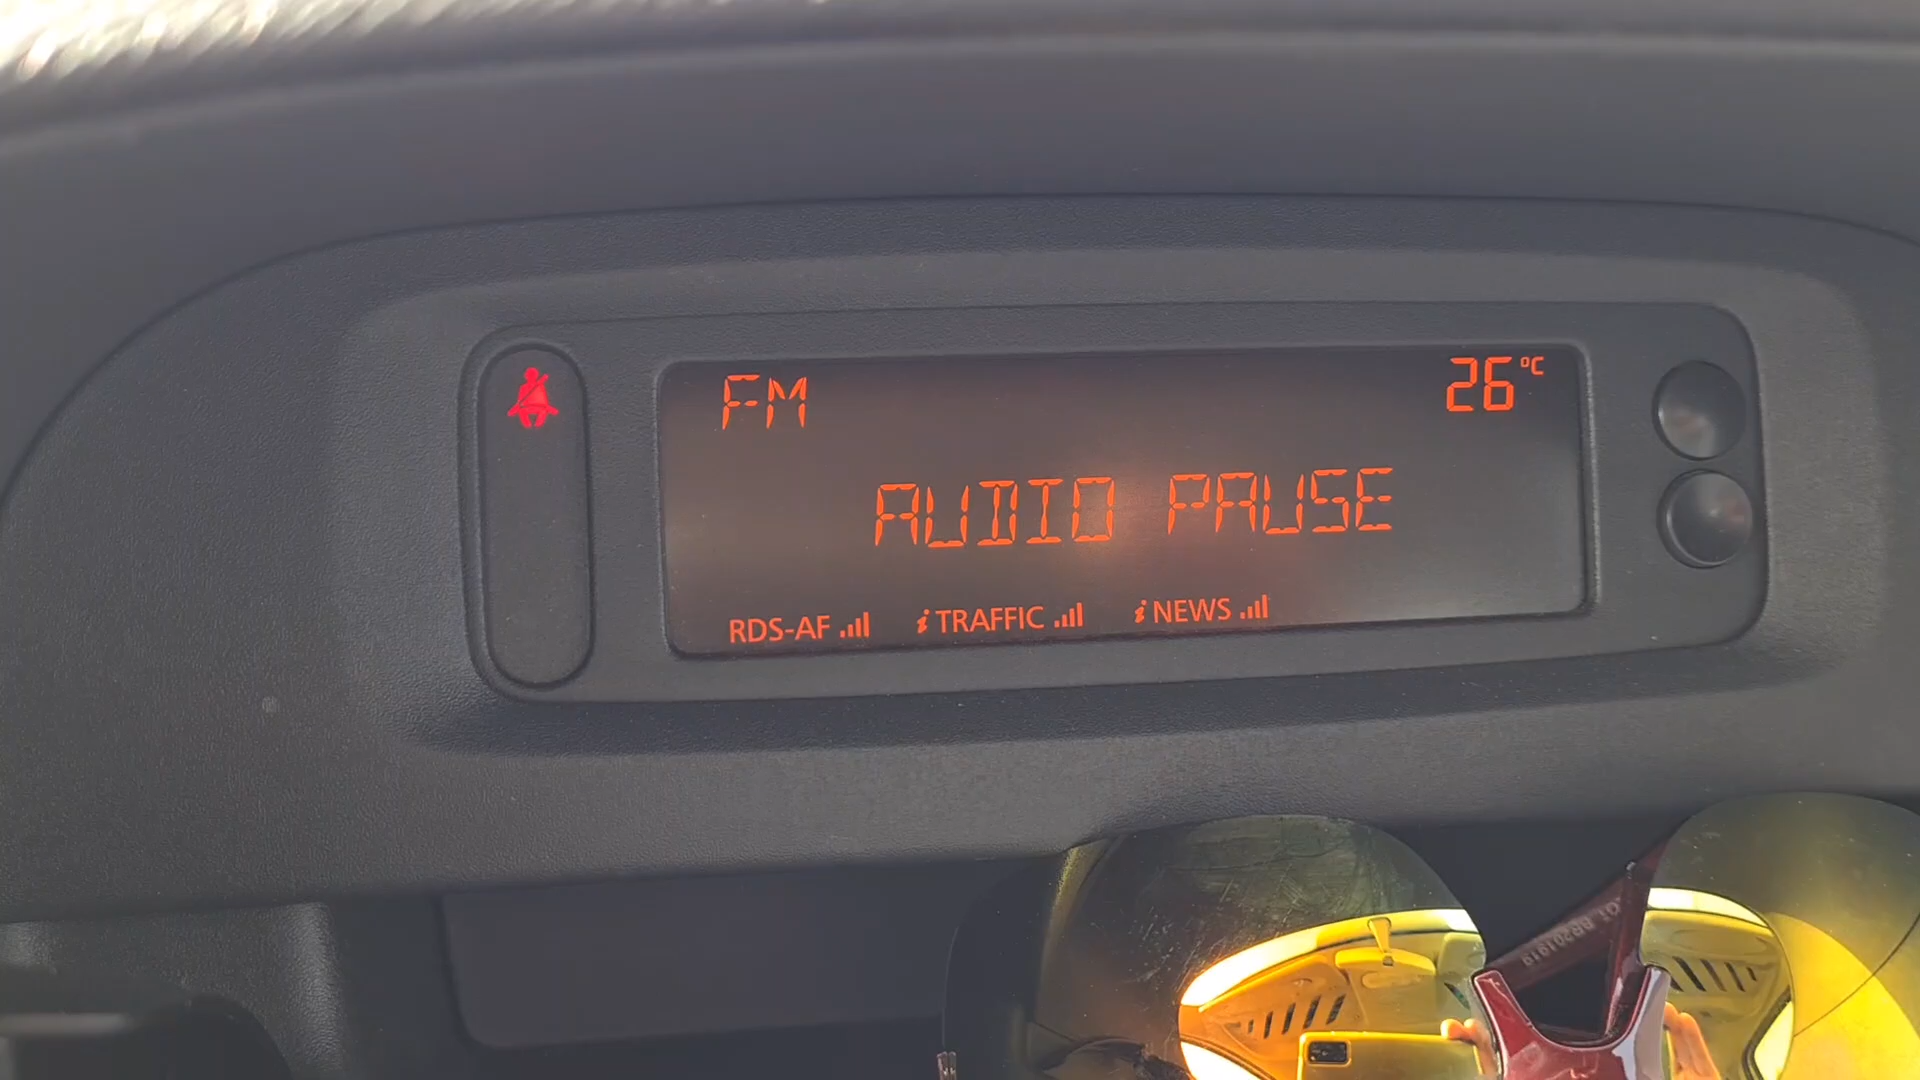 FM
26 °C
AUDIO PAUSE
RDS-AF
i TRAFFIC
i NEWS